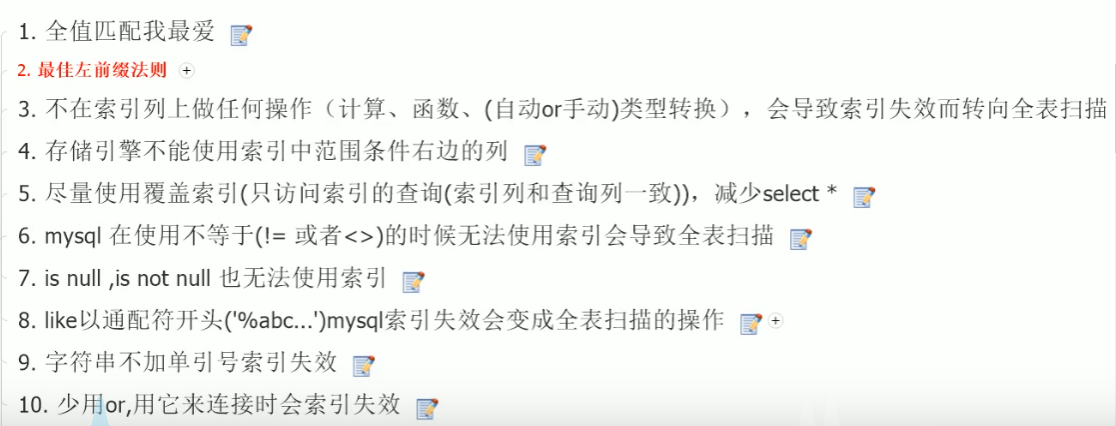 1. 全值匹配我最爱
2. 最佳左前缀法则
3. 不在索引列上做任何操作（计算、函数、(自动or手动)类型转换），会导致索引失效而转向全表扫描
4. 存储引擎不能使用索引中范围条件右边的列
5. 尽量使用覆盖索引(只访问索引的查询(索引列和查询列一致))，减少select *
6. mysql 在使用不等于(!= 或者<>)的时候无法使用索引会导致全表扫描
7. is null ,is not null 也无法使用索引
8. like以通配符开头('%abc...')mysql索引失效会变成全表扫描的操作
9. 字符串不加单引号索引失效
10. 少用or,用它来连接时会索引失效